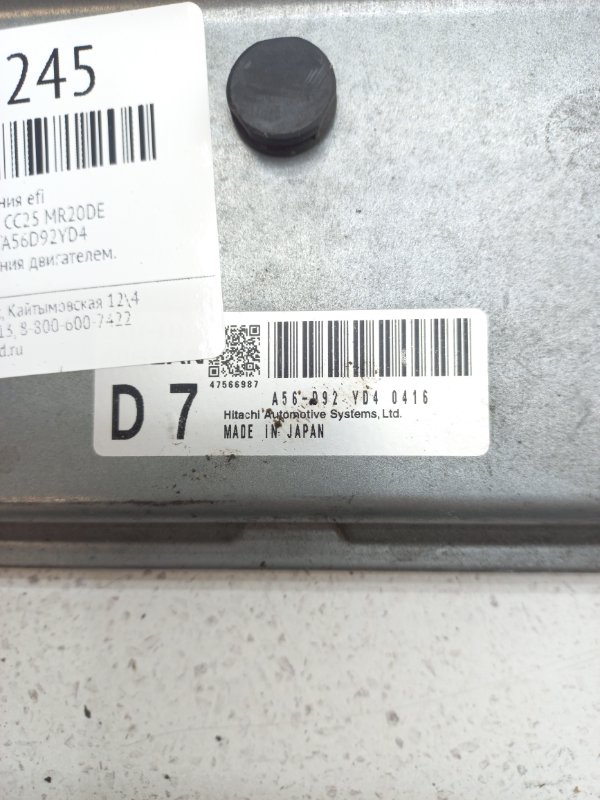 245
ния efi
CC25 MR20DE
A56D92YD4
ния двигателем.
Кайтымовская 12\4
13, 8-800-600-7422
d.ru
47566987
D 7
A56-D92 YD4 0416
Hitachi Automotive Systems, Ltd.
MADE IN JAPAN